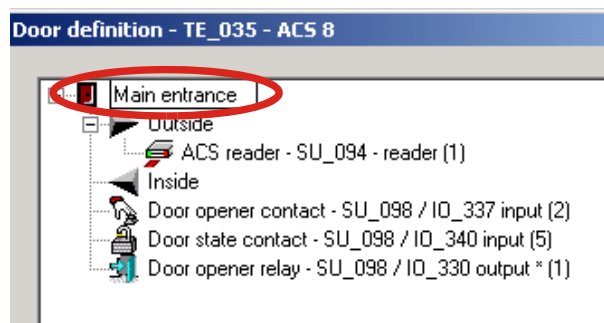 Door definition - TE_035 - ACS 8
Main entrance
Outside
ACS reader - SU_094 - reader (1)
Inside
Door opener contact - SU_098 / IO_337 input (2)
Door state contact - SU_098 / IO_340 input (5)
Door opener relay - SU_098 / IO_330 output * (1)